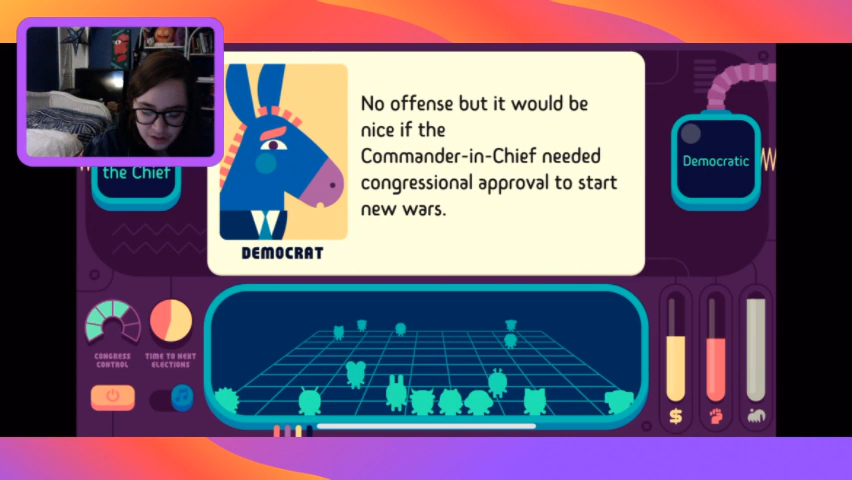 No offense but it would be
nice if the
Commander-in-Chief needed
congressional approval to start
new wars.
the Chief
Democratic
DEMOCRAT
CONGRESS
CONTROL
TIME TO NEXT
ELECTIONS
$